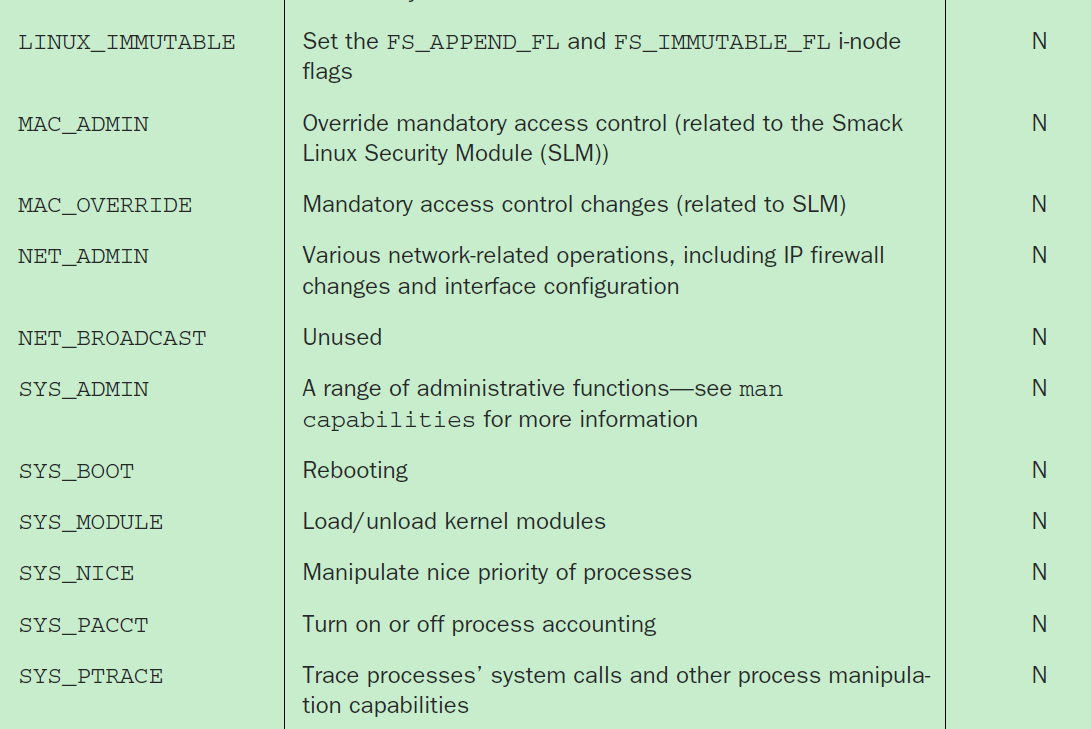 LINUX_IMMUTABLE Set the FS_APPEND_FL and FS_IMMUTABLE_FL i-node N
flags
MAC_ADMIN Override mandatory access control (related to the Smack N
Linux Security Module (SLM))
MAC_OVERRIDE Mandatory access control changes (related to SLM) N
NET_ADMIN Various network-related operations, including IP firewall N
changes and interface configuration
NET_BROADCAST Unused N
SYS_ADMIN A range of administrative functions—see man N
capabilities for more information
SYS_BOOT Rebooting N
SYS_MODULE Load/unload kernel modules N
SYS_NICE Manipulate nice priority of processes N
SYS_PACCT Turn on or off process accounting N
SYS_PTRACE Trace processes’ system calls and other process manipula- N
tion capabilities